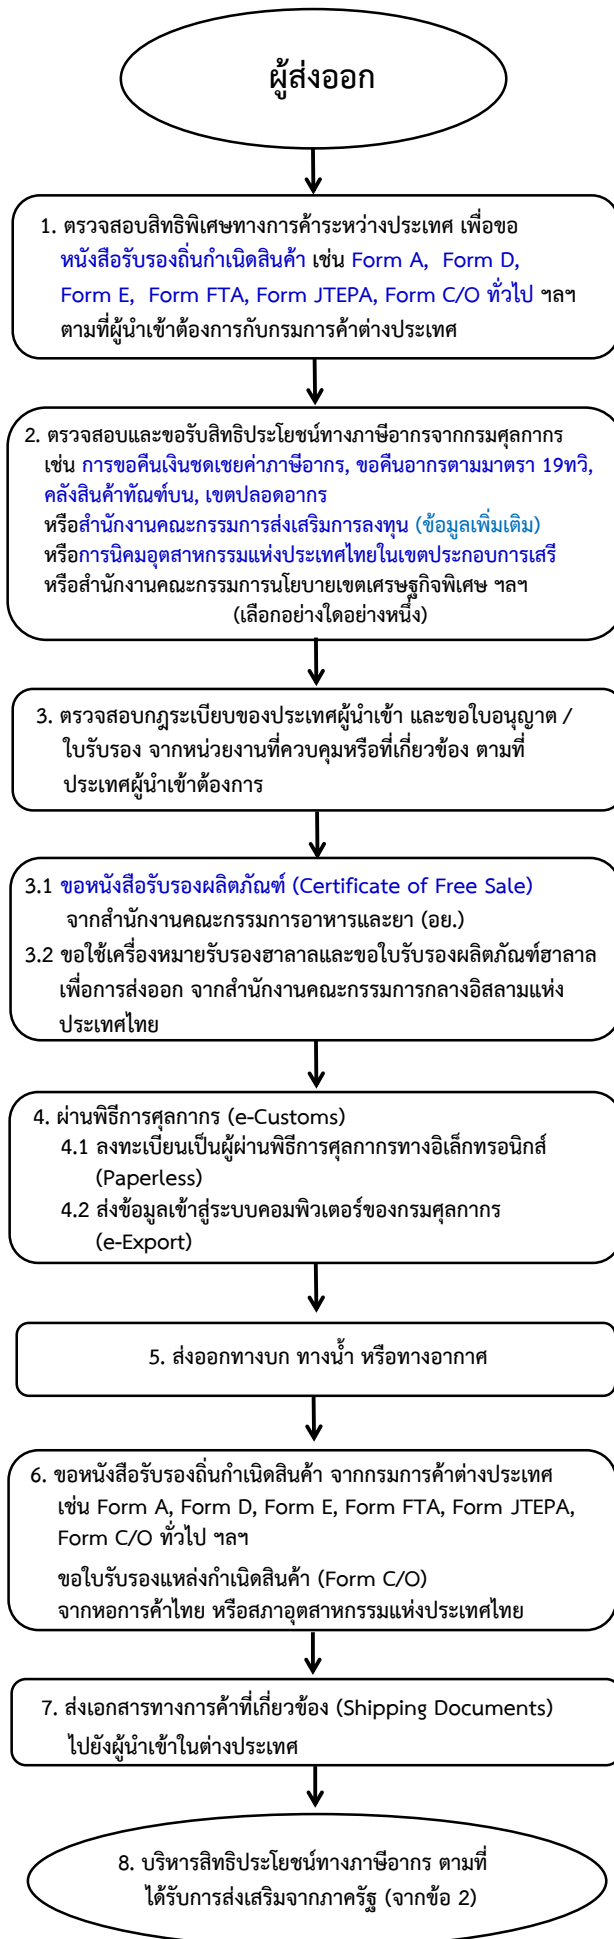 ผู้ส่งออก
1. ตรวจสอบสิทธิพิเศษทางการค้าระหว่างประเทศ เพื่อขอ
หนังสือรับรองถิ่นกำเนิดสินค้า เช่น Form A, Form D,
Form E, Form FTA, Form JTEPA, Form C/O ทั่วไป ฯลฯ
ตามที่ผู้นำเข้าต้องการกับกรมการค้าต่างประเทศ
2. ตรวจสอบและขอรับสิทธิประโยชน์ทางภาษีอากรจากกรมศุลกากร
เช่น การขอคืนเงินชดเชยค่าภาษีอากร, ขอคืนอากรตามมาตรา 19ทวิ,
คลังสินค้าทัณฑ์บน, เขตปลอดอากร
หรือสำนักงานคณะกรรมการส่งเสริมการลงทุน (ข้อมูลเพิ่มเติม)
หรือการนิคมอุตสาหกรรมแห่งประเทศไทยในเขตประกอบการเสรี
หรือสำนักงานคณะกรรมการนโยบายเขตเศรษฐกิจพิเศษ ฯลฯ
(เลือกอย่างใดอย่างหนึ่ง)
3. ตรวจสอบกฎระเบียบของประเทศผู้นำเข้า และขอใบอนุญาต /
ใบรับรอง จากหน่วยงานที่ควบคุมหรือที่เกี่ยวข้อง ตามที่
ประเทศผู้นำเข้าต้องการ
3.1 ขอหนังสือรับรองผลิตภัณฑ์ (Certificate of Free Sale)
จากสำนักงานคณะกรรมการอาหารและยา (อย.)
3.2 ขอใช้เครื่องหมายรับรองฮาลาลและขอใบรับรองผลิตภัณฑ์ฮาลาล
เพื่อการส่งออก จากสำนักงานคณะกรรมการกลางอิสลามแห่ง
ประเทศไทย
4. ผ่านพิธีการศุลกากร (e-Customs)
4.1 ลงทะเบียนเป็นผู้ผ่านพิธีการศุลกากรทางอิเล็กทรอนิกส์
(Paperless)
4.2 ส่งข้อมูลเข้าสู่ระบบคอมพิวเตอร์ของกรมศุลกากร
(e-Export)
5. ส่งออกทางบก ทางน้ำ หรือทางอากาศ
6. ขอหนังสือรับรองถิ่นกำเนิดสินค้า จากกรมการค้าต่างประเทศ
เช่น Form A, Form D, Form E, Form FTA, Form JTEPA,
Form C/O ทั่วไป ฯลฯ
ขอใบรับรองแหล่งกำเนิดสินค้า (Form C/O)
จากหอการค้าไทย หรือสภาอุตสาหกรรมแห่งประเทศไทย
7. ส่งเอกสารทางการค้าที่เกี่ยวข้อง (Shipping Documents)
ไปยังผู้นำเข้าในต่างประเทศ
8. บริหารสิทธิประโยชน์ทางภาษีอากร ตามที่
ได้รับการส่งเสริมจากภาครัฐ (จากข้อ 2)